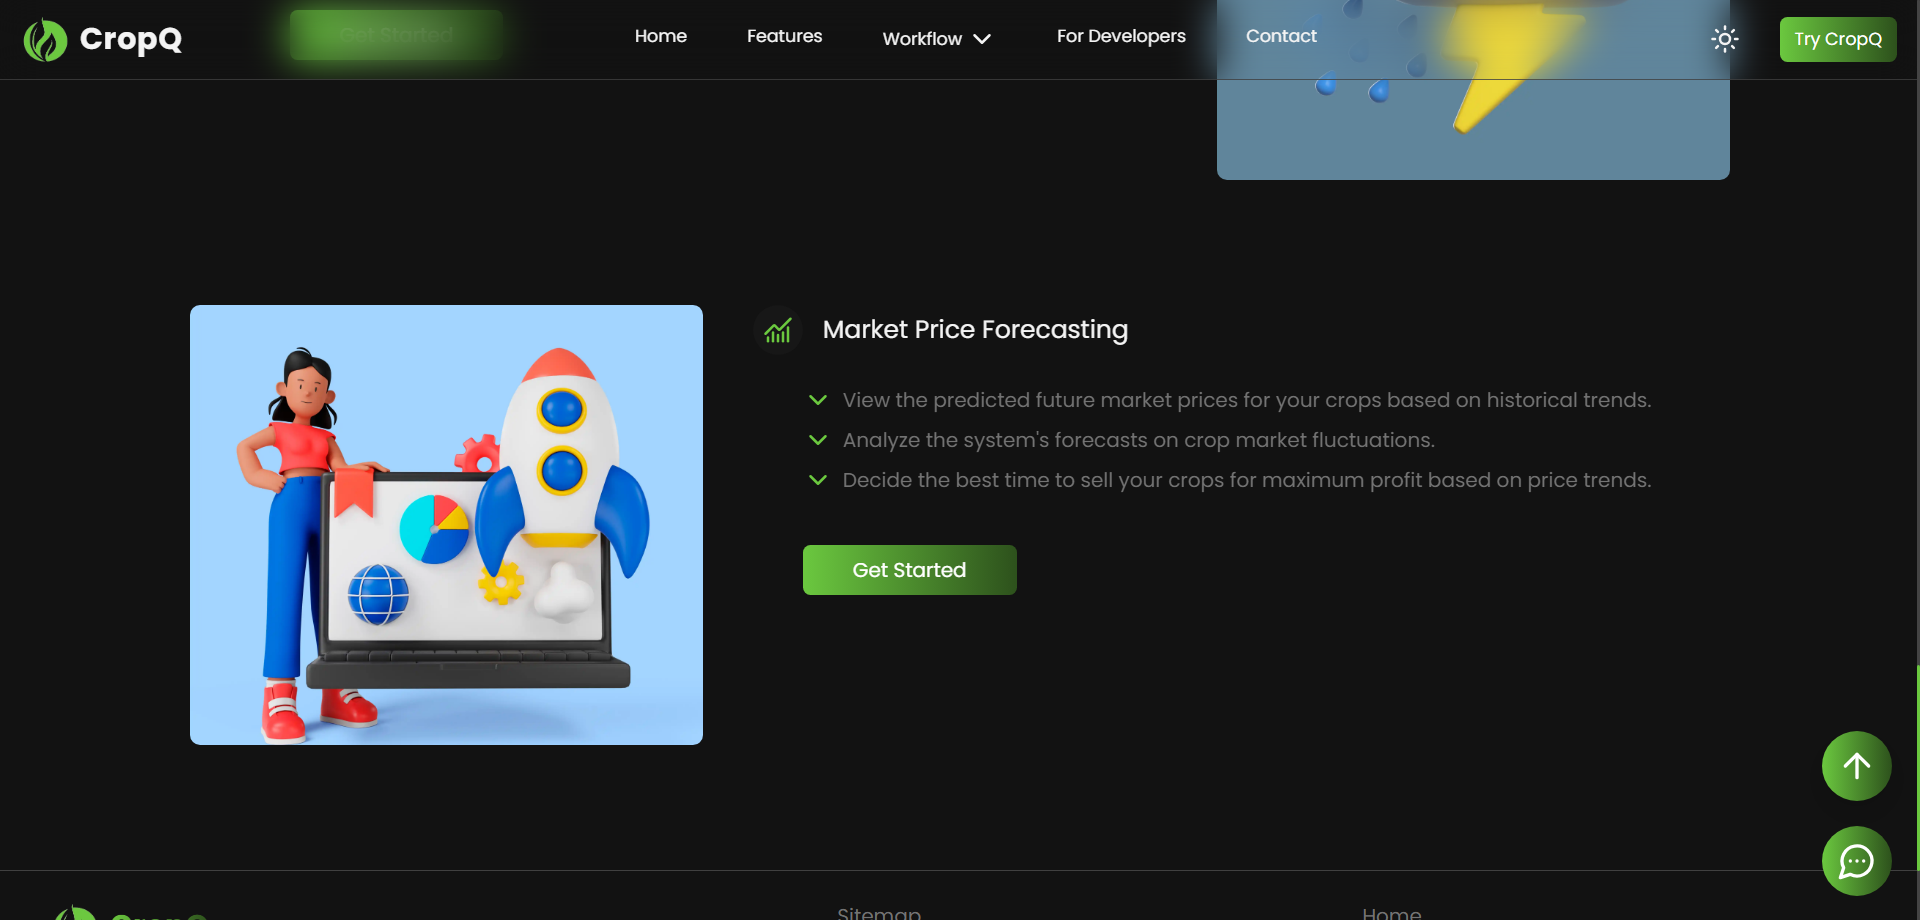 CropQ
Get Started
Home
Features
Workflow
For Developers
Contact
Try CropQ
Market Price Forecasting
View the predicted future market prices for your crops based on historical trends.
Analyze the system's forecasts on crop market fluctuations.
Decide the best time to sell your crops for maximum profit based on price trends.
Get Started
CropQ
Sitemap
Home